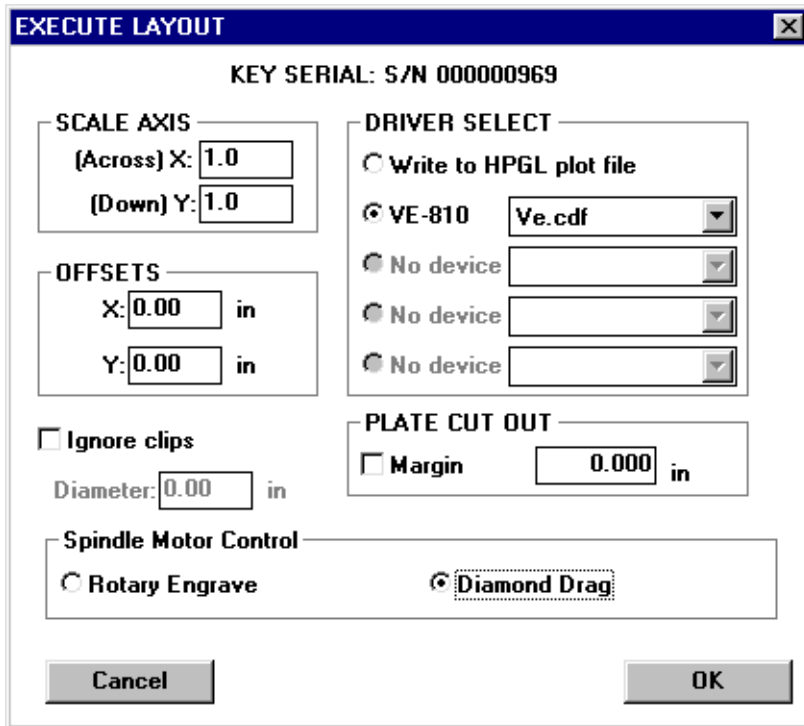 EXECUTE LAYOUT
KEY SERIAL: S/N 000000969
SCALE AXIS
(Across) X: 1.0
(Down) Y: 1.0
OFFSETS
X: 0.00 in
Y: 0.00 in
Ignore clips
Diameter: 0.00 in
DRIVER SELECT
Write to HPGL plot file
VE-810 Ve.cdf
No device
No device
No device
PLATE CUT OUT
Margin 0.000 in
Spindle Motor Control
Rotary Engrave Diamond Drag
Cancel OK